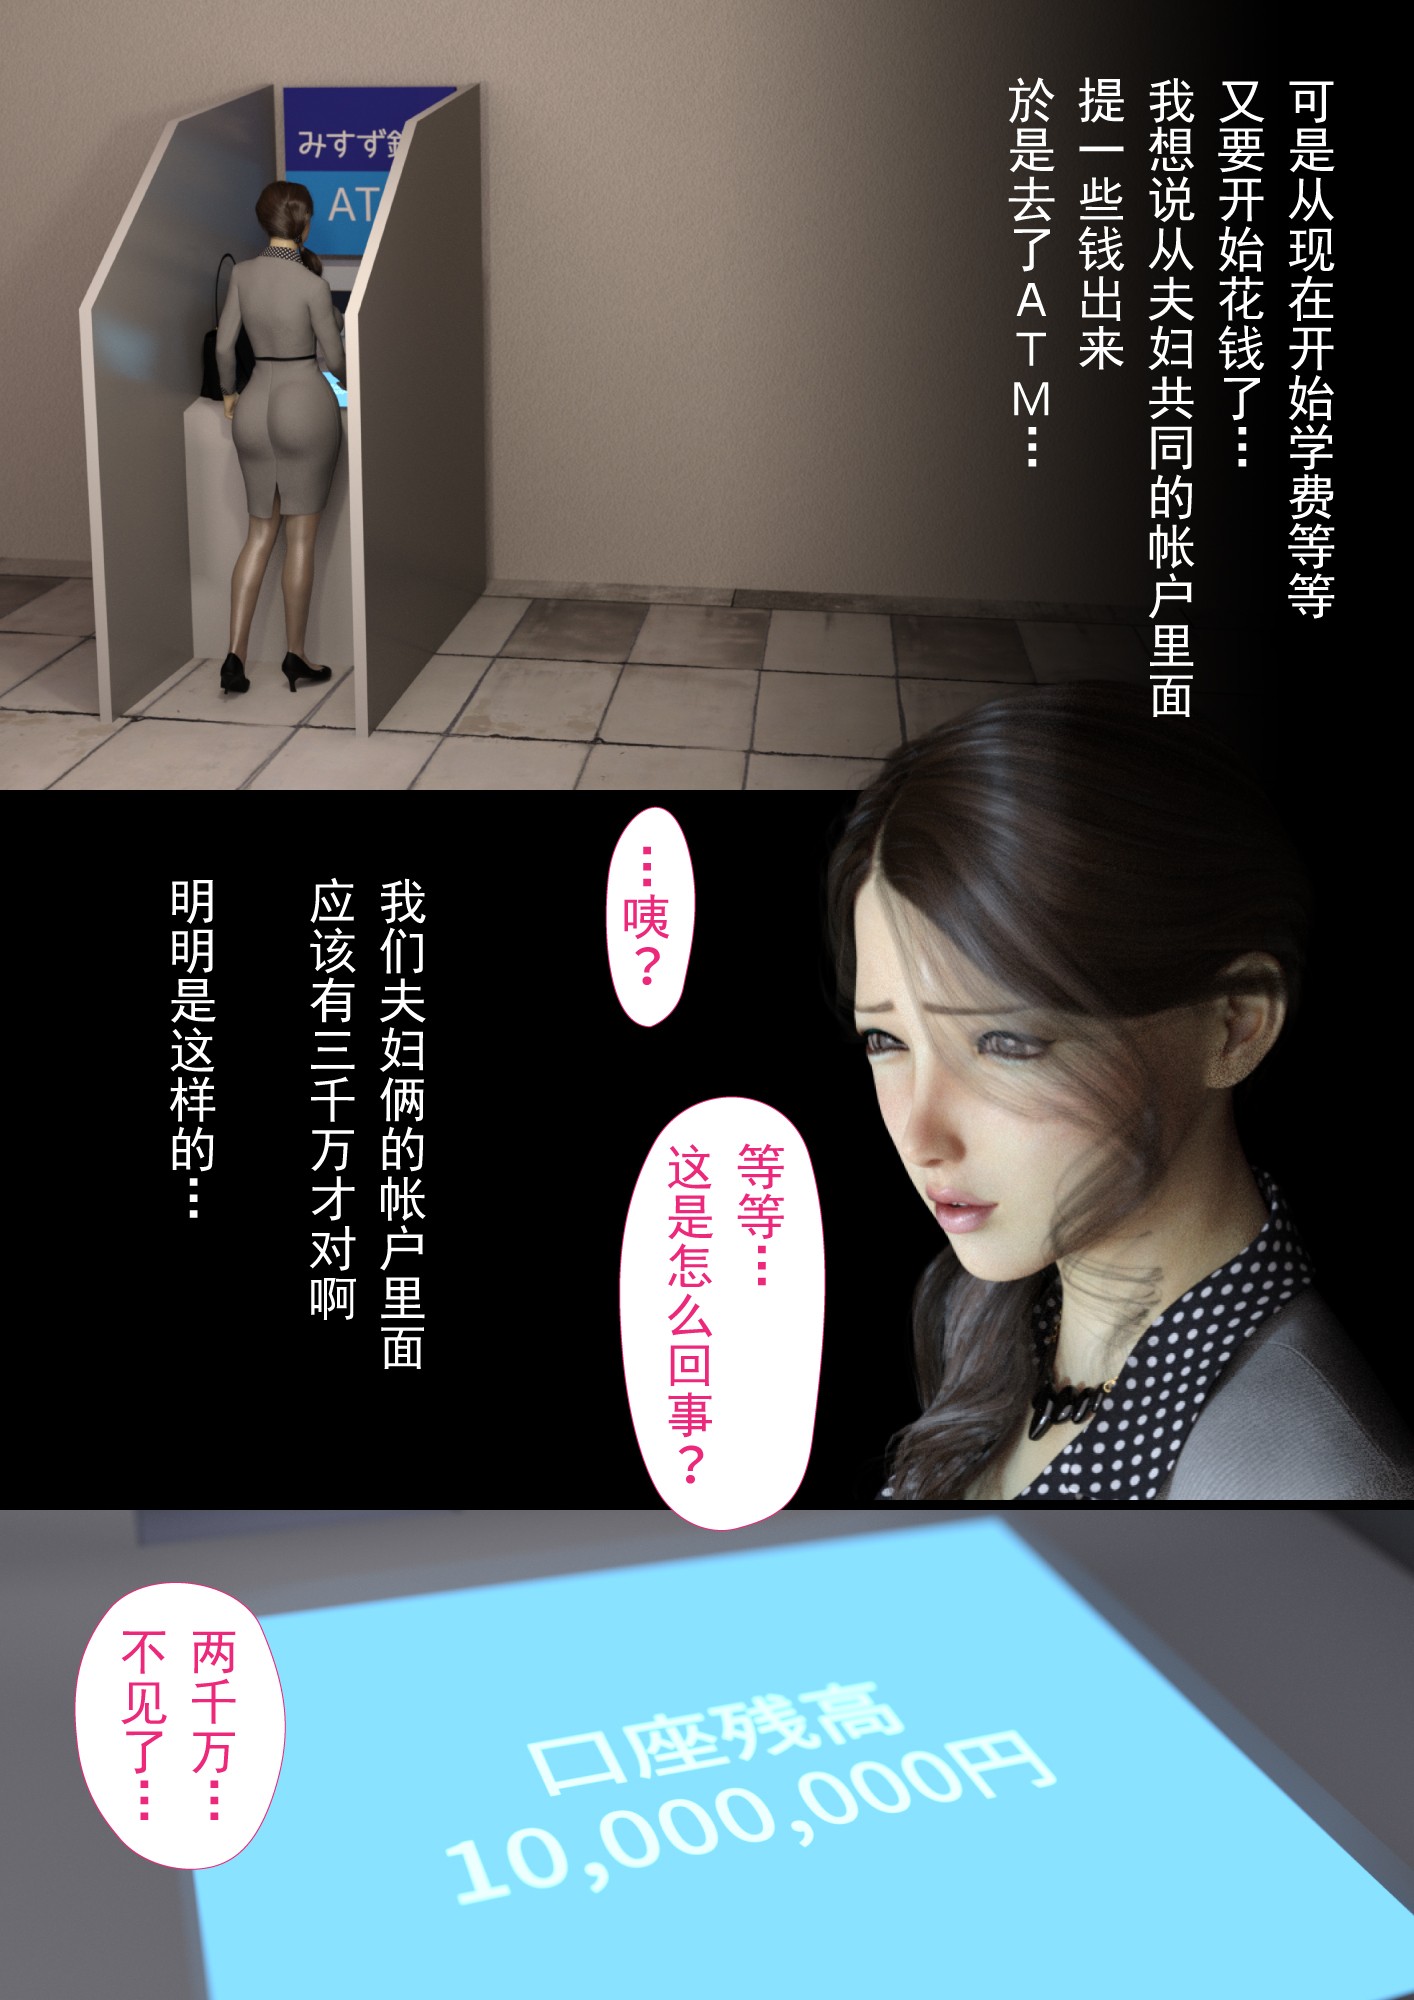 可是从现在开始学费等等
又要开始花钱了…
我想说从夫妇共同的帐户里面
提一些钱出来
於是去了ATM…
みすず
AT
…咦?
等等…
这是怎么回事?
我们夫妇俩的帐户里面
应该有三千万才对啊
明明是这样的…
口座残高
10,000,000円
两千万…
不见了…